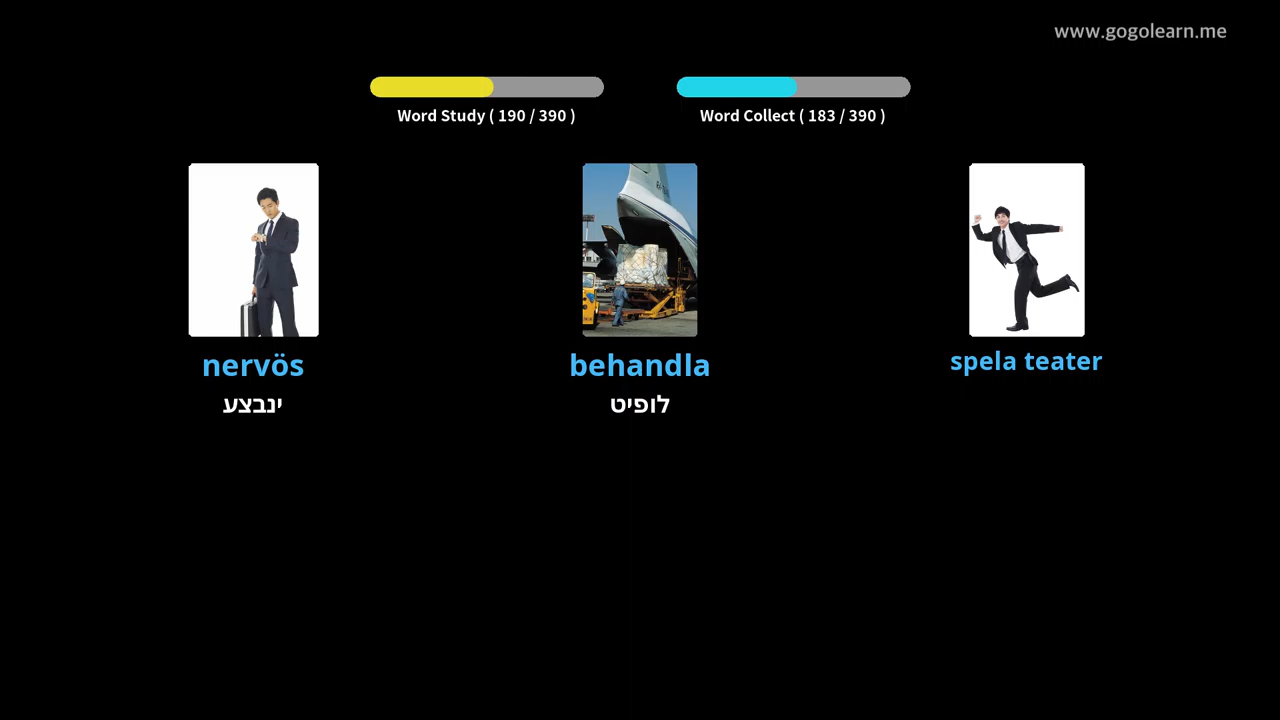 www.gogolearn.me
Word Study ( 190 / 390 )
Word Collect ( 183 / 390 )
nervös
behandla
spela teater
ינבצע
לופיט